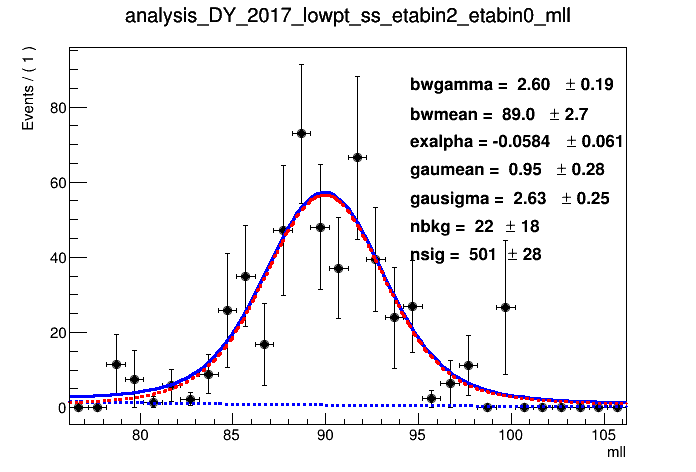 analysis_DY_2017_lowpt_ss_etabin2_etabin0_mll
Events / ( 1 )
80
60
40
20
0
bwgamma = 2.60 ± 0.19
bwmean = 89.0 ± 2.7
exalpha = -0.0584 ± 0.061
gaumean = 0.95 ± 0.28
gausigma = 2.63 ± 0.25
nbkg = 22 ± 18
nsig = 501 ± 28
80 85 90 95 100 105
mll